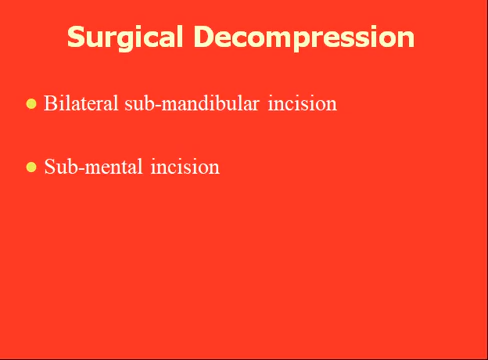 Surgical Decompression
Bilateral sub-mandibular incision
Sub-mental incision